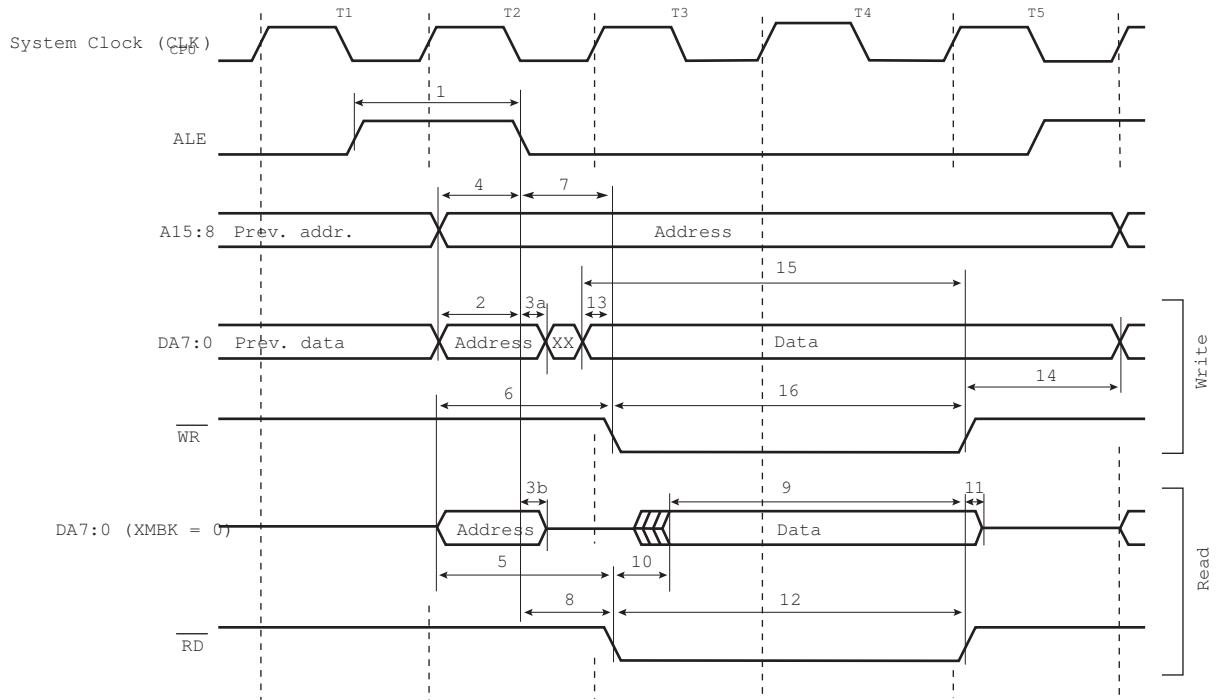 T1 T2 T3 T4 T5
System Clock (CLK CPU)
1
ALE
4 7
A15:8 Prev. addr. Address
15
2 3a 13
DA7:0 Prev. data Address XX Data
14
6 16
WR
Write
3b 9 11
DA7:0 (XMBK = 0) Address Data
5 10
8 12
RD
Read